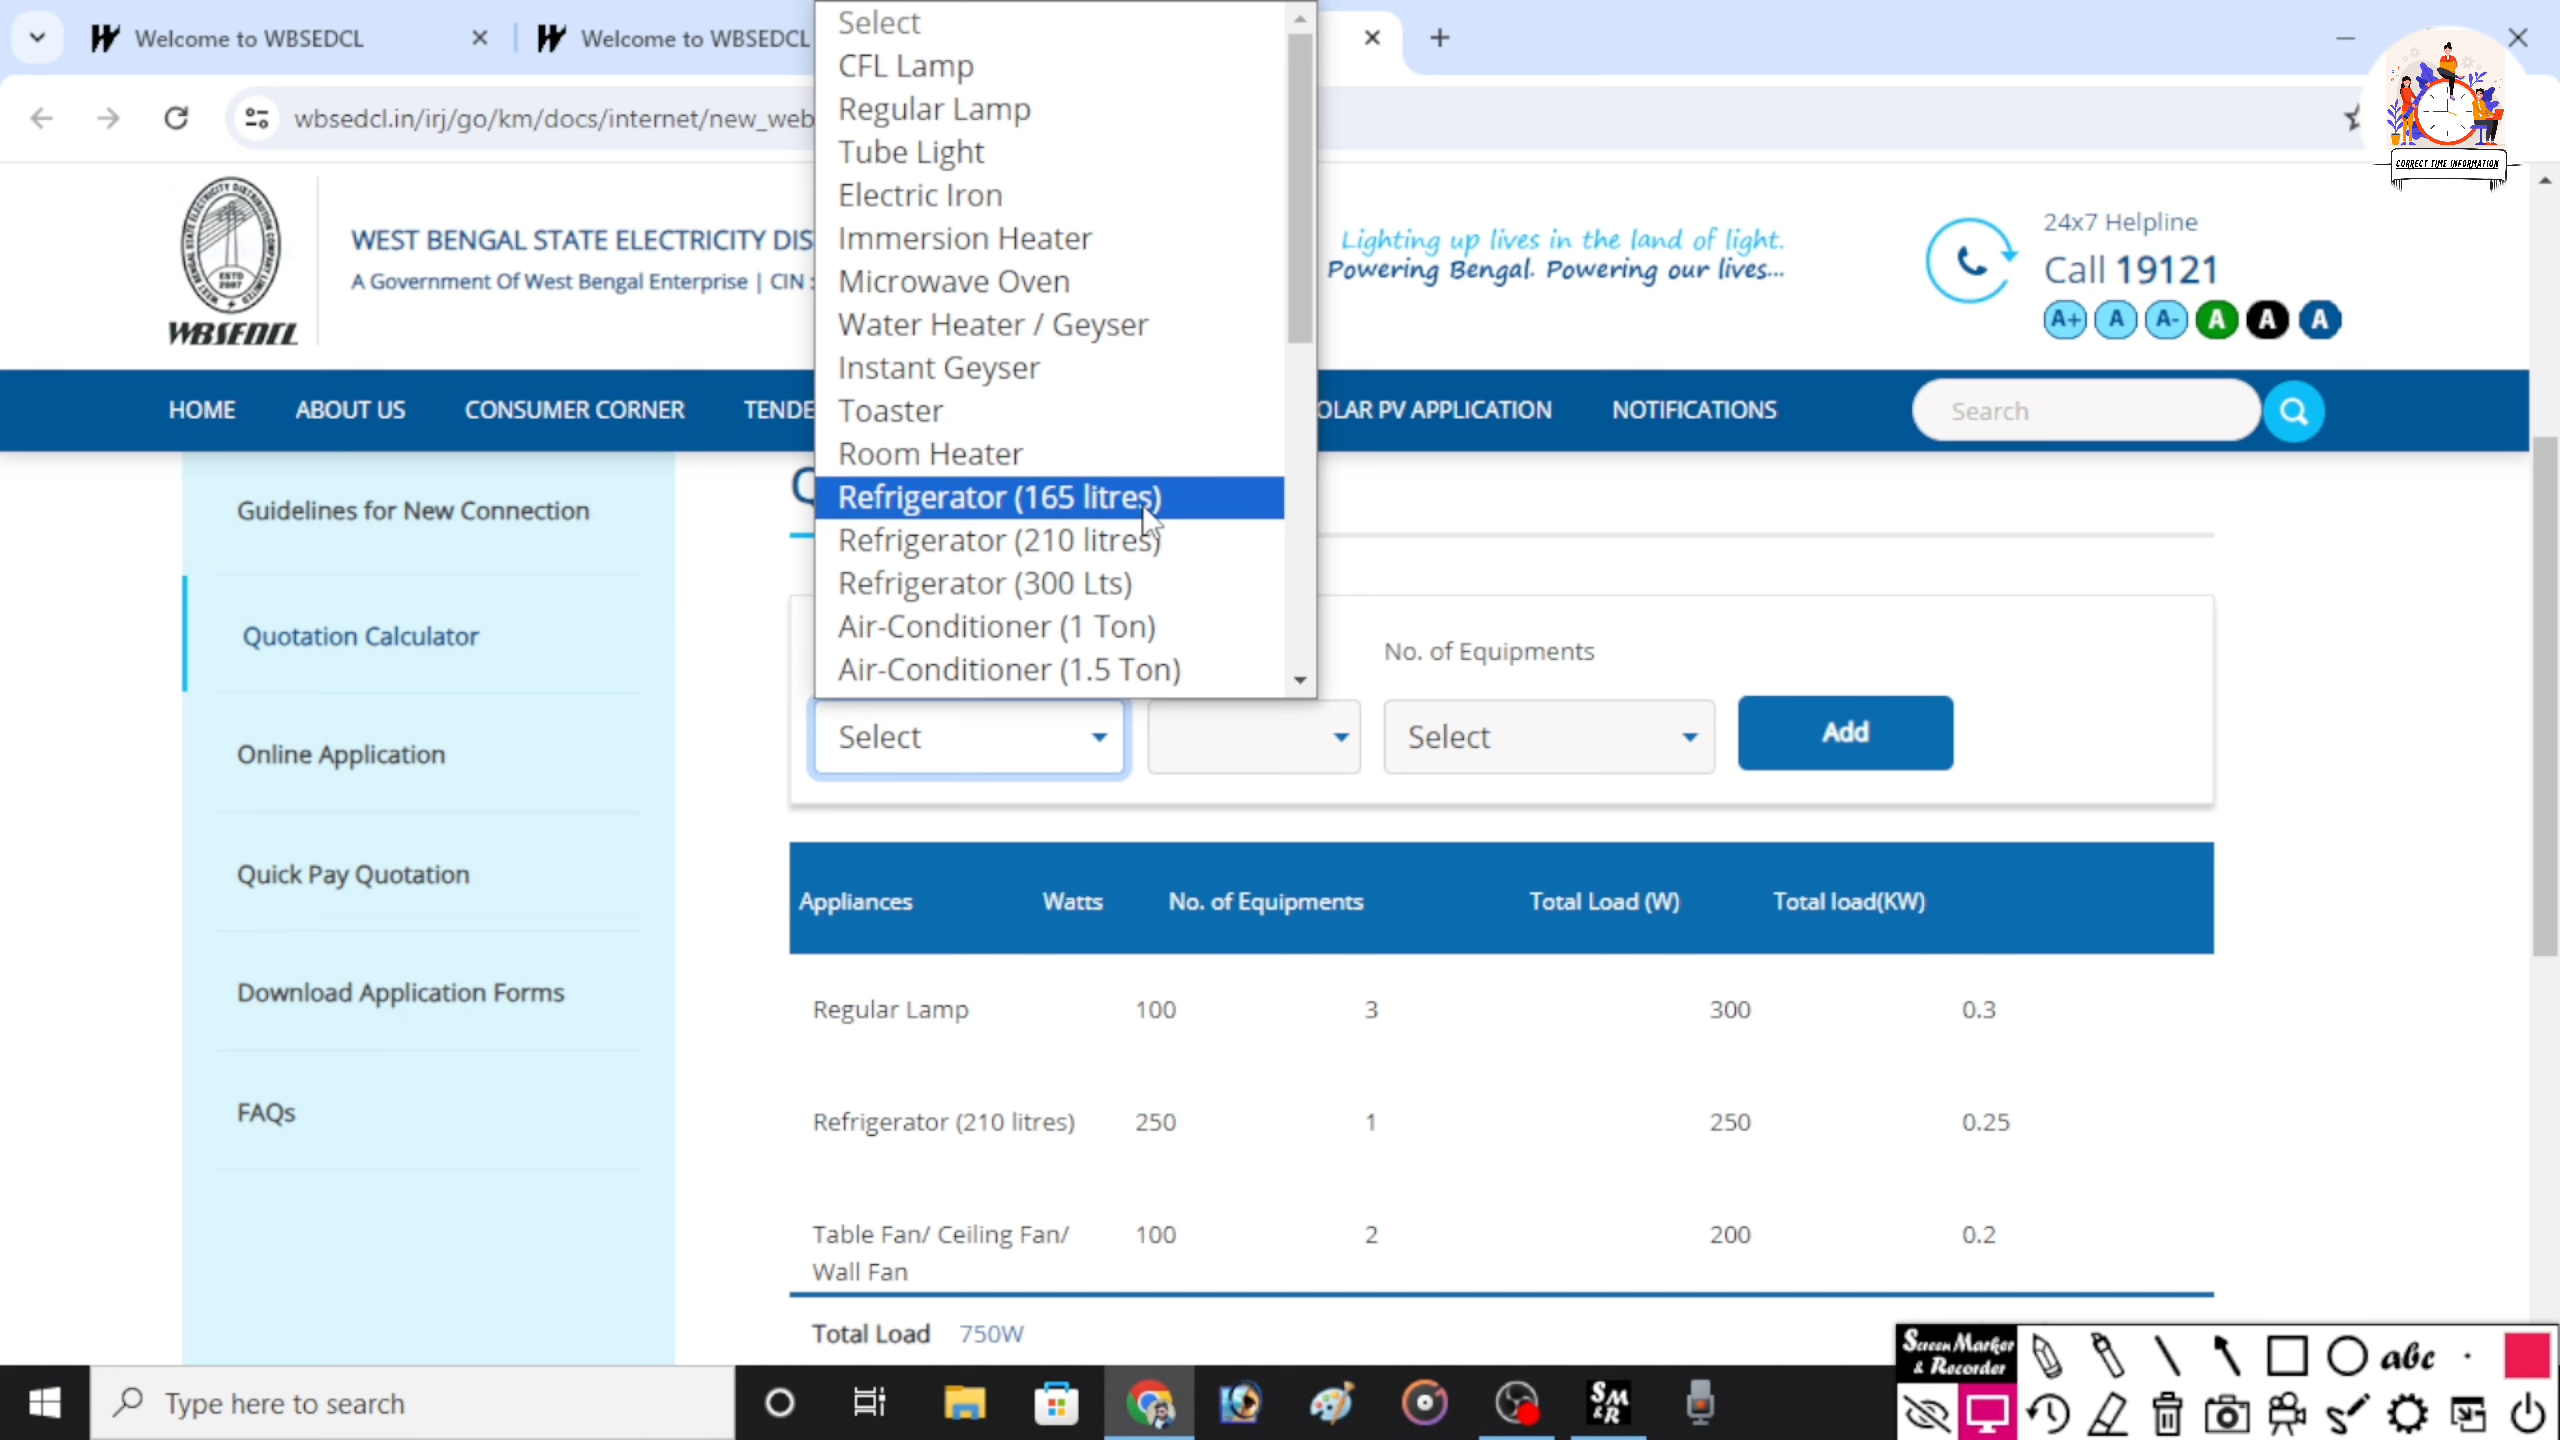 Welcome to WBSEDCL
Welcome to WBSEDCL
wbsedcl.in/irj/go/km/docs/internet/new_web
CORRECT TIME INFORMATION
Select
CFL Lamp
Regular Lamp
Tube Light
Electric Iron
Immersion Heater
Microwave Oven
Water Heater / Geyser
Instant Geyser
Toaster
Room Heater
Refrigerator (165 litres)
Refrigerator (210 litres)
Refrigerator (300 Lts)
Air-Conditioner (1 Ton)
Air-Conditioner (1.5 Ton)
ESTD
2007
WBSEDCL
WEST BENGAL STATE ELECTRICITY DIS
A Government Of West Bengal Enterprise | CIN :
Lighting up lives in the land of light.
Powering Bengal. Powering our lives...
24x7 Helpline
Call 19121
A+ A A- A A A
HOME ABOUT US CONSUMER CORNER TENDE OLAR PV APPLICATION NOTIFICATIONS Search
Guidelines for New Connection
Quotation Calculator
Online Application
Quick Pay Quotation
Download Application Forms
FAQs
Q
No. of Equipments
Select Select Add
Appliances Watts No. of Equipments Total Load (W) Total load(KW)
Regular Lamp 100 3 300 0.3
Refrigerator (210 litres) 250 1 250 0.25
Table Fan/ Ceiling Fan/ 100 2 200 0.2
Wall Fan
Total Load 750W
Screen Marker
& Recorder
abc
Type here to search
SM
&R